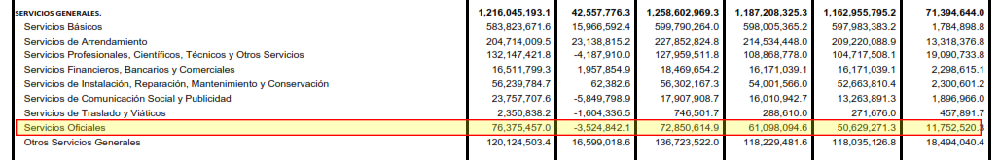 SERVICIOS GENERALES. 1,216,045,193.1 42,557,776.3 1,258,602,969.3 1,187,208,325.3 1,162,955,795.2 71,394,644.0
Servicios Básicos 583,823,671.6 15,966,592.4 599,790,264.0 598,005,365.2 597,983,383.2 1,784,898.8
Servicios de Arrendamiento 204,714,009.5 23,138,815.2 227,852,824.8 214,534,448.0 209,220,088.9 13,318,376.8
Servicios Profesionales, Científicos, Técnicos y Otros Servicios 132,147,421.8 -4,187,910.0 127,959,511.8 108,868,778.0 104,717,508.1 19,090,733.8
Servicios Financieros, Bancarios y Comerciales 16,511,799.3 1,957,854.9 18,469,654.2 16,171,039.1 16,171,039.1 2,298,615.1
Servicios de Instalación, Reparación, Mantenimiento y Conservación 56,239,784.7 62,382.6 56,302,167.3 54,001,566.0 52,663,810.4 2,300,601.2
Servicios de Comunicación Social y Publicidad 23,757,707.6 -5,849,798.9 17,907,908.7 16,010,942.7 13,263,891.3 1,896,966.0
Servicios de Traslado y Viáticos 2,350,838.2 -1,604,336.5 746,501.7 288,610.0 271,676.0 457,891.7
Servicios Oficiales 76,375,457.0 -3,524,842.1 72,850,614.9 61,098,094.6 50,629,271.3 11,752,520.3
Otros Servicios Generales 120,124,503.4 16,599,018.6 136,723,522.0 118,229,481.6 118,035,126.8 18,494,040.4